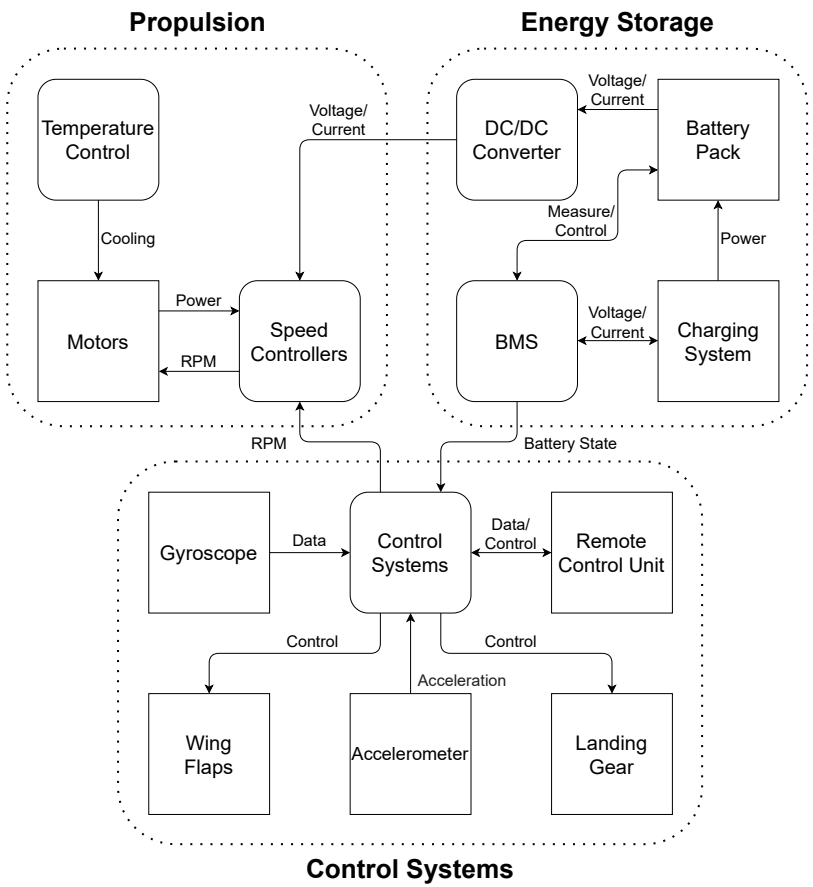 Propulsion
Energy Storage
Temperature
Control
Voltage/
Current
DC/DC
Converter
Voltage/
Current
Battery
Pack
Cooling
Measure/
Control
Power
Motors
Power
RPM
Speed
Controllers
BMS
Voltage/
Current
Charging
System
RPM
Battery State
Gyroscope
Data
Control
Systems
Data/
Control
Remote
Control Unit
Control
Control
Acceleration
Wing
Flaps
Accelerometer
Landing
Gear
Control Systems